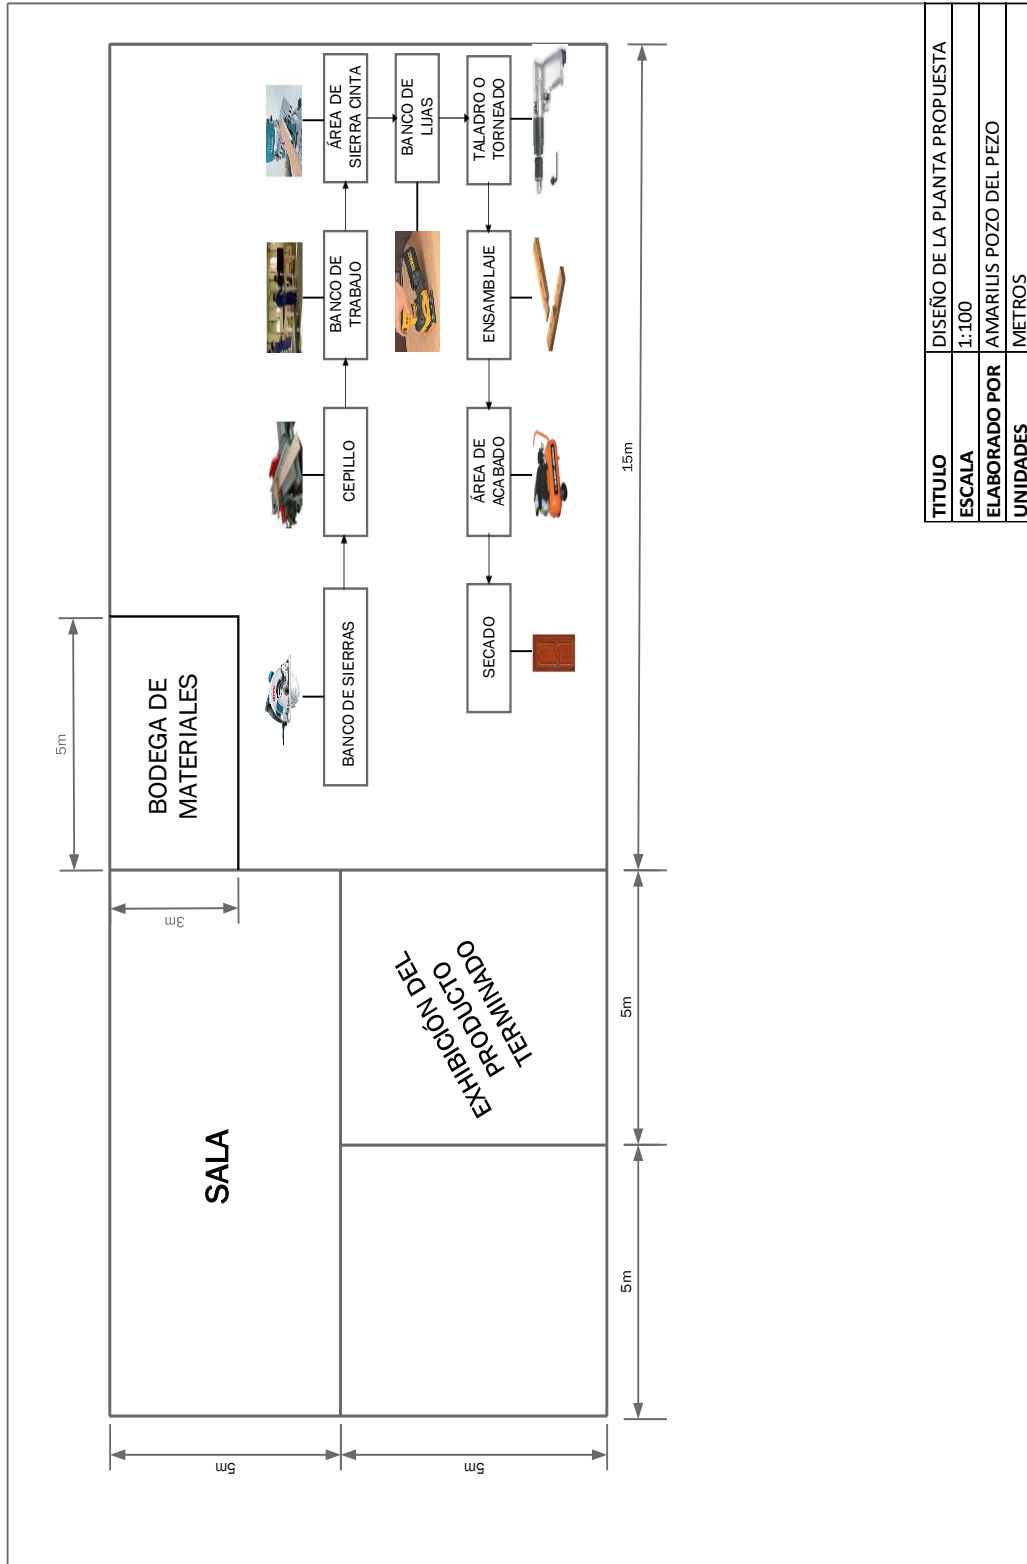 5m
5m
SALA
5m
EXHIBICIÓN DEL
PRODUCTO
TERMINADO
5m
3m
5m
BODEGA DE
MATERIALES
BANCO DE SIERRAS
CEPILLO
BANCO DE
TRABAJO
ÁREA DE
SIERRA CINTA
BANCO DE
LIJAS
TALADRO O
TORNEADO
ENSAMBLAJE
ÁREA DE
ACABADO
SECADO
15m
TITULO DISEÑO DE LA PLANTA PROPUESTA
ESCALA 1:100
ELABORADO POR AMARILIS POZO DEL PEZO
UNIDADES METROS